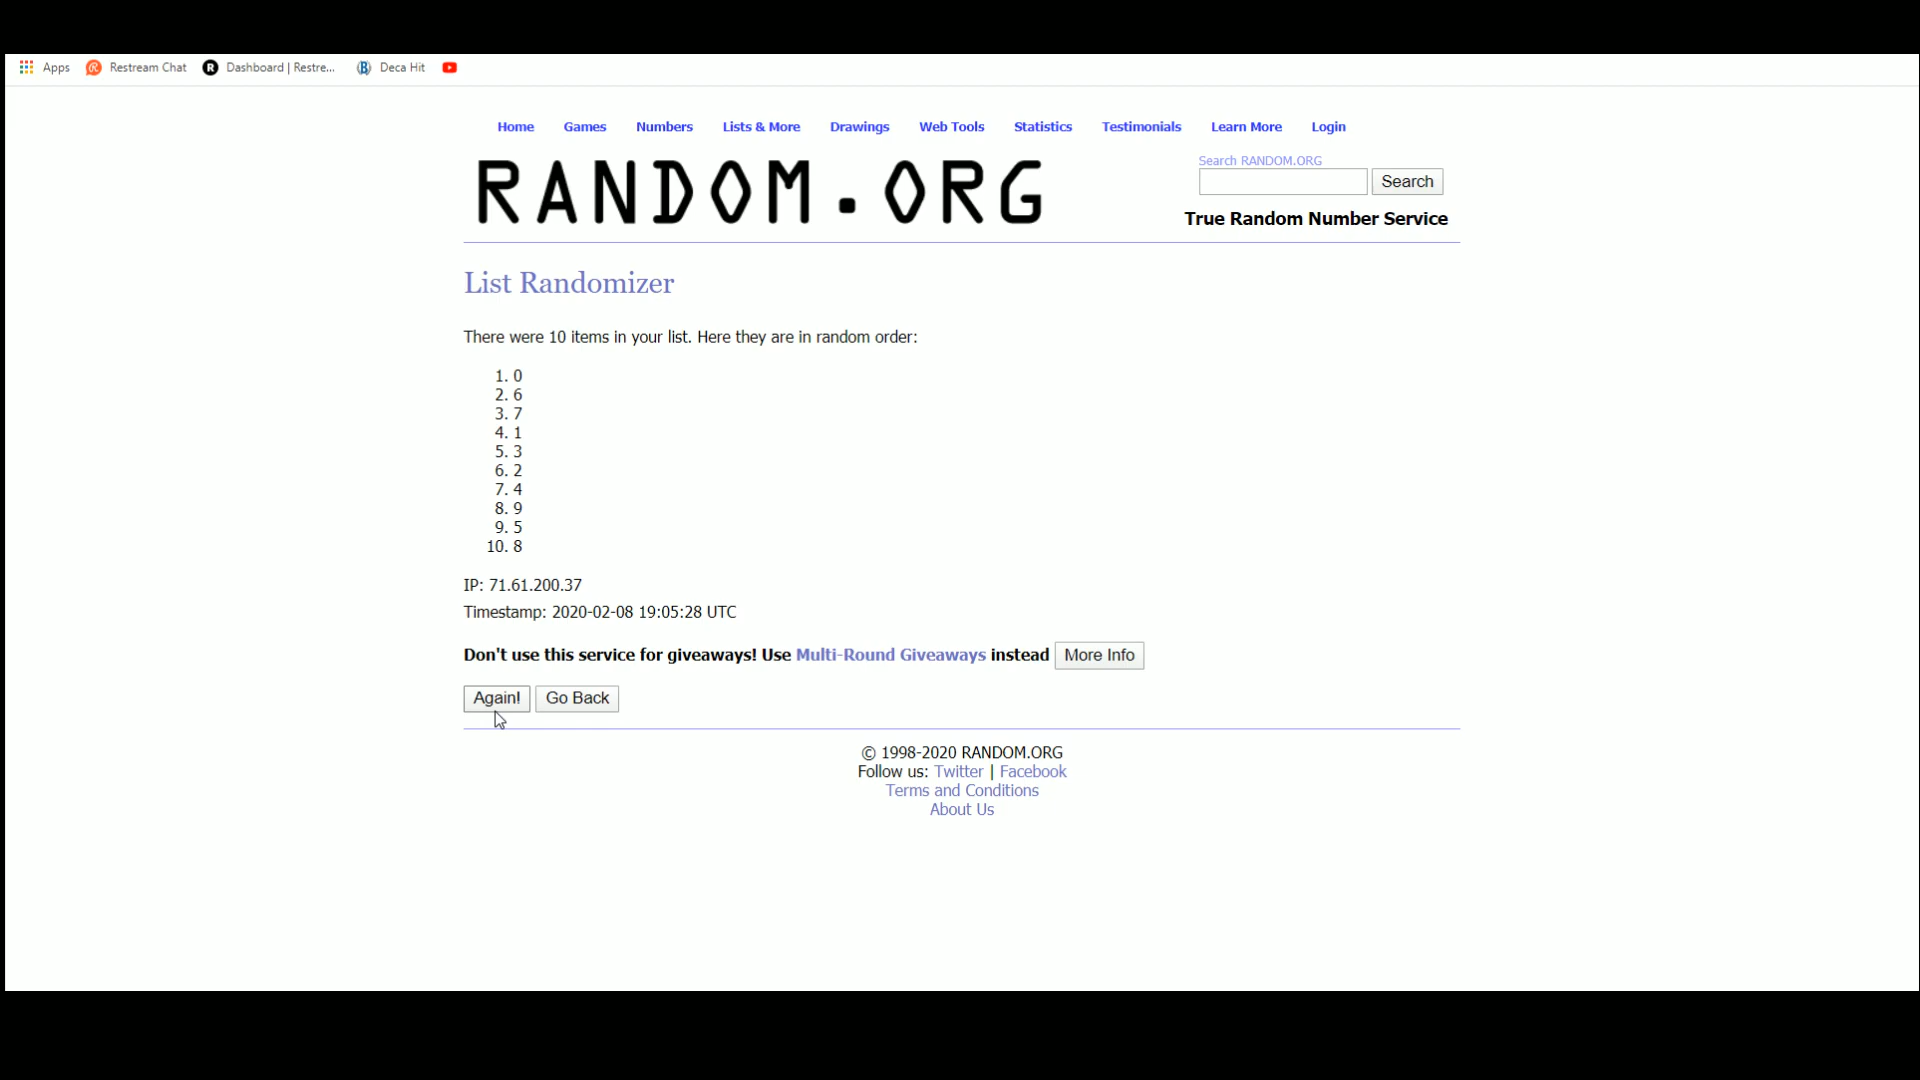 Apps Restream Chat Dashboard | Restre... Deca Hit
Home Games Numbers Lists & More Drawings Web Tools Statistics Testimonials Learn More Login
RANDOM.ORG
Search RANDOM.ORG
Search
True Random Number Service
List Randomizer
There were 10 items in your list. Here they are in random order:
1. 0
2. 6
3. 7
4. 1
5. 3
6. 2
7. 4
8. 9
9. 5
10. 8
IP: 71.61.200.37
Timestamp: 2020-02-08 19:05:28 UTC
Don't use this service for giveaways! Use Multi-Round Giveaways instead More Info
Again! Go Back
© 1998-2020 RANDOM.ORG
Follow us: Twitter | Facebook
Terms and Conditions
About Us